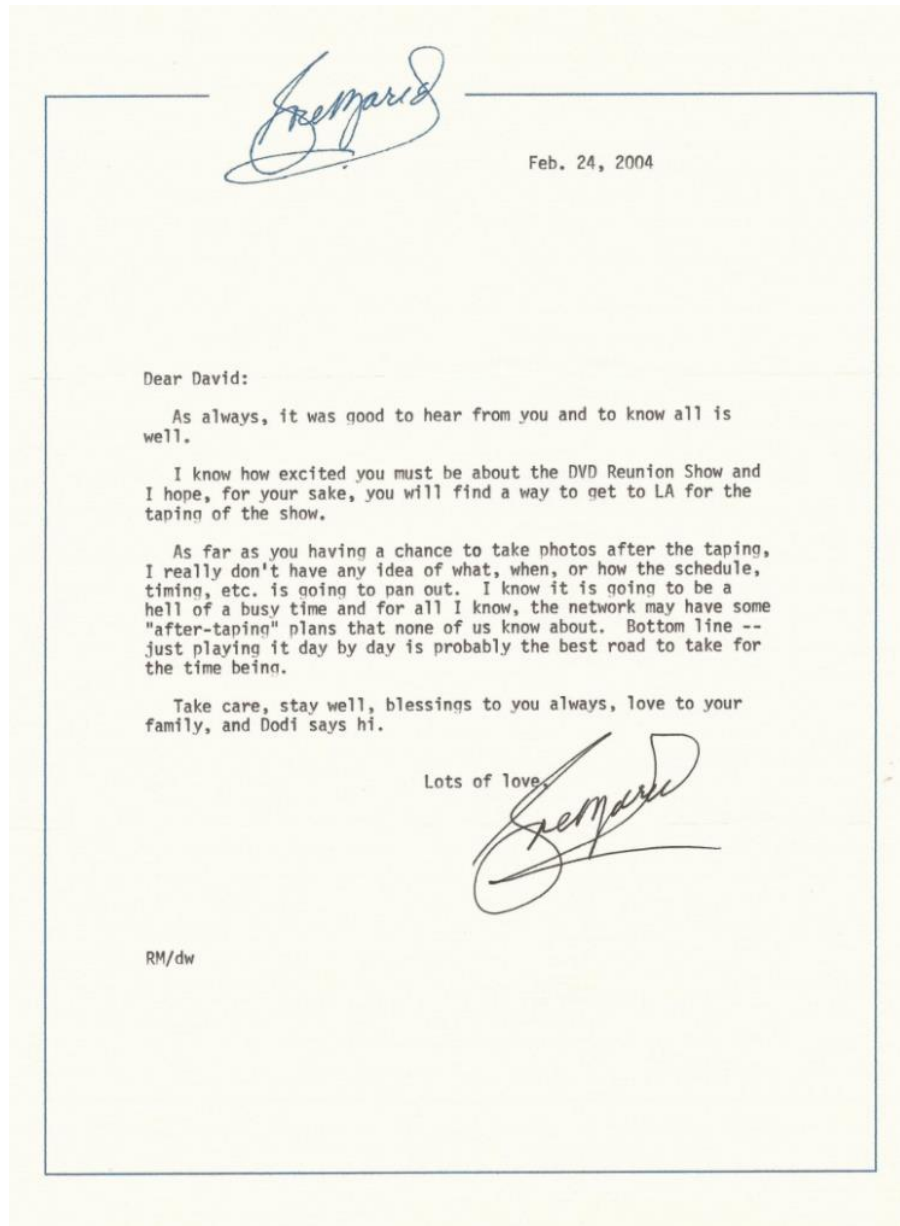 Rose Marie
Feb. 24, 2004
Dear David:
As always, it was good to hear from you and to know all is
well.
I know how excited you must be about the DVD Reunion Show and
I hope, for your sake, you will find a way to get to LA for the
taping of the show.
As far as you having a chance to take photos after the taping,
I really don't have any idea of what, when, or how the schedule,
timing, etc. is going to pan out. I know it is going to be a
hell of a busy time and for all I know, the network may have some
"after-taping" plans that none of us know about. Bottom line --
just playing it day by day is probably the best road to take for
the time being.
Take care, stay well, blessings to you always, love to your
family, and Dodi says hi.
Lots of love,
Rose Marie
RM/dw